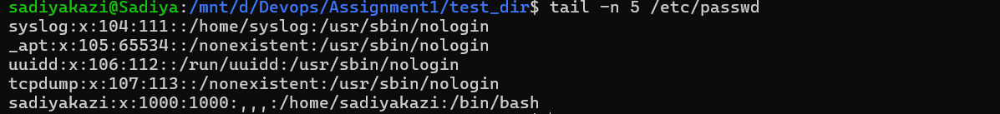 sadiyakazi@Sadiya:/mnt/d/Devops/Assignment1/test_dir$ tail -n 5 /etc/passwd
syslog:x:104:111::/home/syslog:/usr/sbin/nologin
_apt:x:105:65534::/nonexistent:/usr/sbin/nologin
uuidd:x:106:112::/run/uuidd:/usr/sbin/nologin
tcpdump:x:107:113::/nonexistent:/usr/sbin/nologin
sadiyakazi:x:1000:1000:,,,:/home/sadiyakazi:/bin/bash